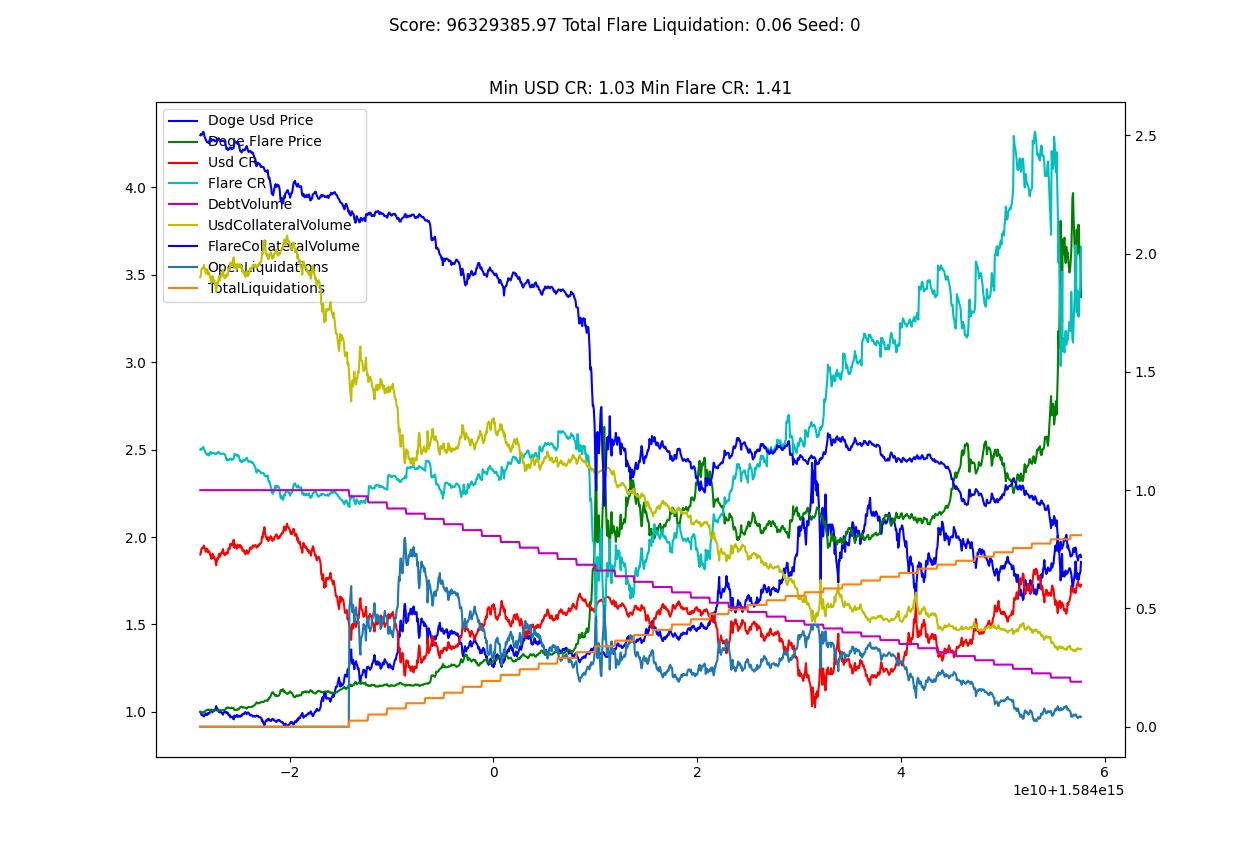 Score: 96329385.97 Total Flare Liquidation: 0.06 Seed: 0
Min USD CR: 1.03 Min Flare CR: 1.41
Doge Usd Price
Doge Flare Price
Usd CR
Flare CR
DebtVolume
UsdCollateralVolume
FlareCollateralVolume
OpenLiquidations
TotalLiquidations
4.0
3.5
3.0
2.5
2.0
1.5
1.0
2.5
2.0
1.5
1.0
0.5
0.0
−2
0
2
4
6
1e10+1.584e15